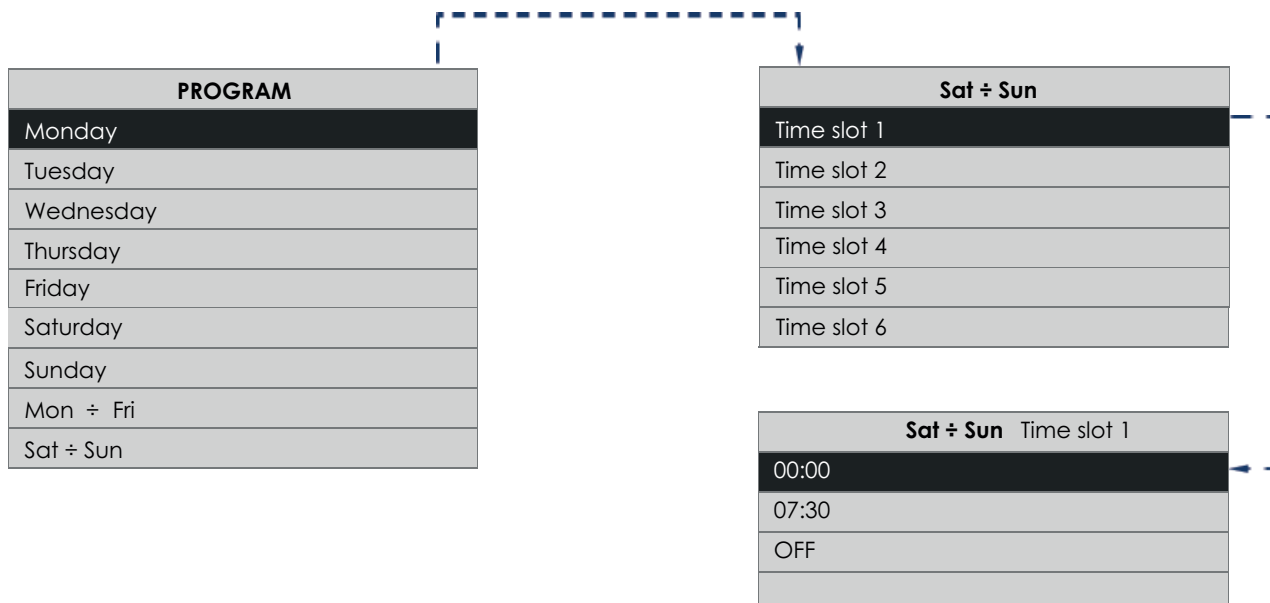 PROGRAM
Monday
Tuesday
Wednesday
Thursday
Friday
Saturday
Sunday
Mon ÷ Fri
Sat ÷ Sun
Sat ÷ Sun
Time slot 1
Time slot 2
Time slot 3
Time slot 4
Time slot 5
Time slot 6
Sat ÷ Sun Time slot 1
00:00
07:30
OFF